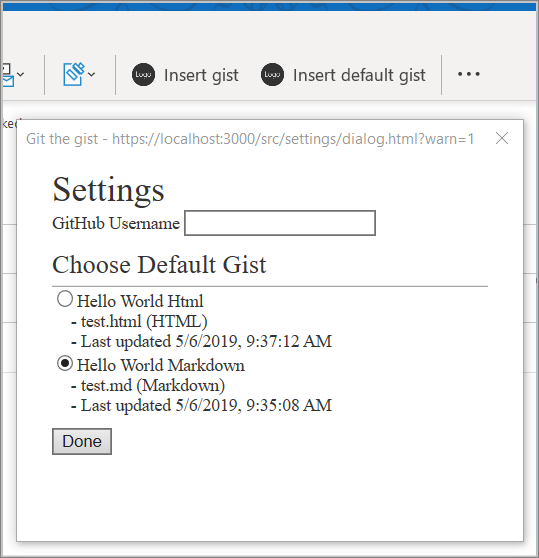 Logo Insert gist Logo Insert default gist ...
ked
Git the gist - https://localhost:3000/src/settings/dialog.html?warn=1
Settings
GitHub Username
Choose Default Gist
Hello World Html
- test.html (HTML)
- Last updated 5/6/2019, 9:37:12 AM
Hello World Markdown
- test.md (Markdown)
- Last updated 5/6/2019, 9:35:08 AM
Done